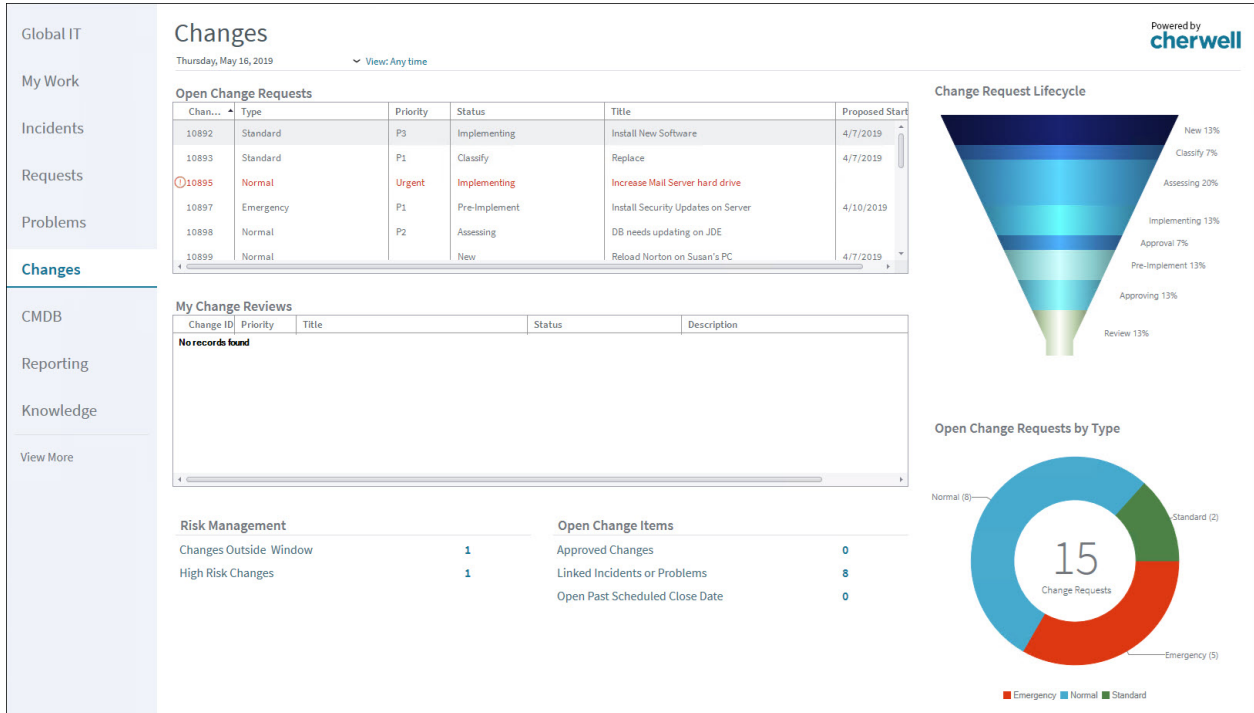 Global IT
My Work
Incidents
Requests
Problems
Changes
CMDB
Reporting
Knowledge
View More
Changes
Thursday, May 16, 2019 View: Any time
Powered by
cherwell
Open Change Requests
Chan... Type Priority Status Title Proposed Start
10892 Standard P3 Implementing Install New Software 4/7/2019
10893 Standard P1 Classify Replace 4/7/2019
10895 Normal Urgent Implementing Increase Mail Server hard drive
10897 Emergency P1 Pre-Implement Install Security Updates on Server 4/10/2019
10898 Normal P2 Assessing DB needs updating on JDE
10899 Normal New Reload Norton on Susan's PC 4/7/2019
My Change Reviews
Change ID Priority Title Status Description
No records found
Risk Management
Changes Outside Window 1
High Risk Changes 1
Open Change Items
Approved Changes 0
Linked Incidents or Problems 8
Open Past Scheduled Close Date 0
Change Request Lifecycle
New 13%
Classify 7%
Assessing 20%
Implementing 13%
Approval 7%
Pre-Implement 13%
Approving 13%
Review 13%
Open Change Requests by Type
Normal (8)
Standard (2)
15
Change Requests
Emergency (5)
Emergency Normal Standard